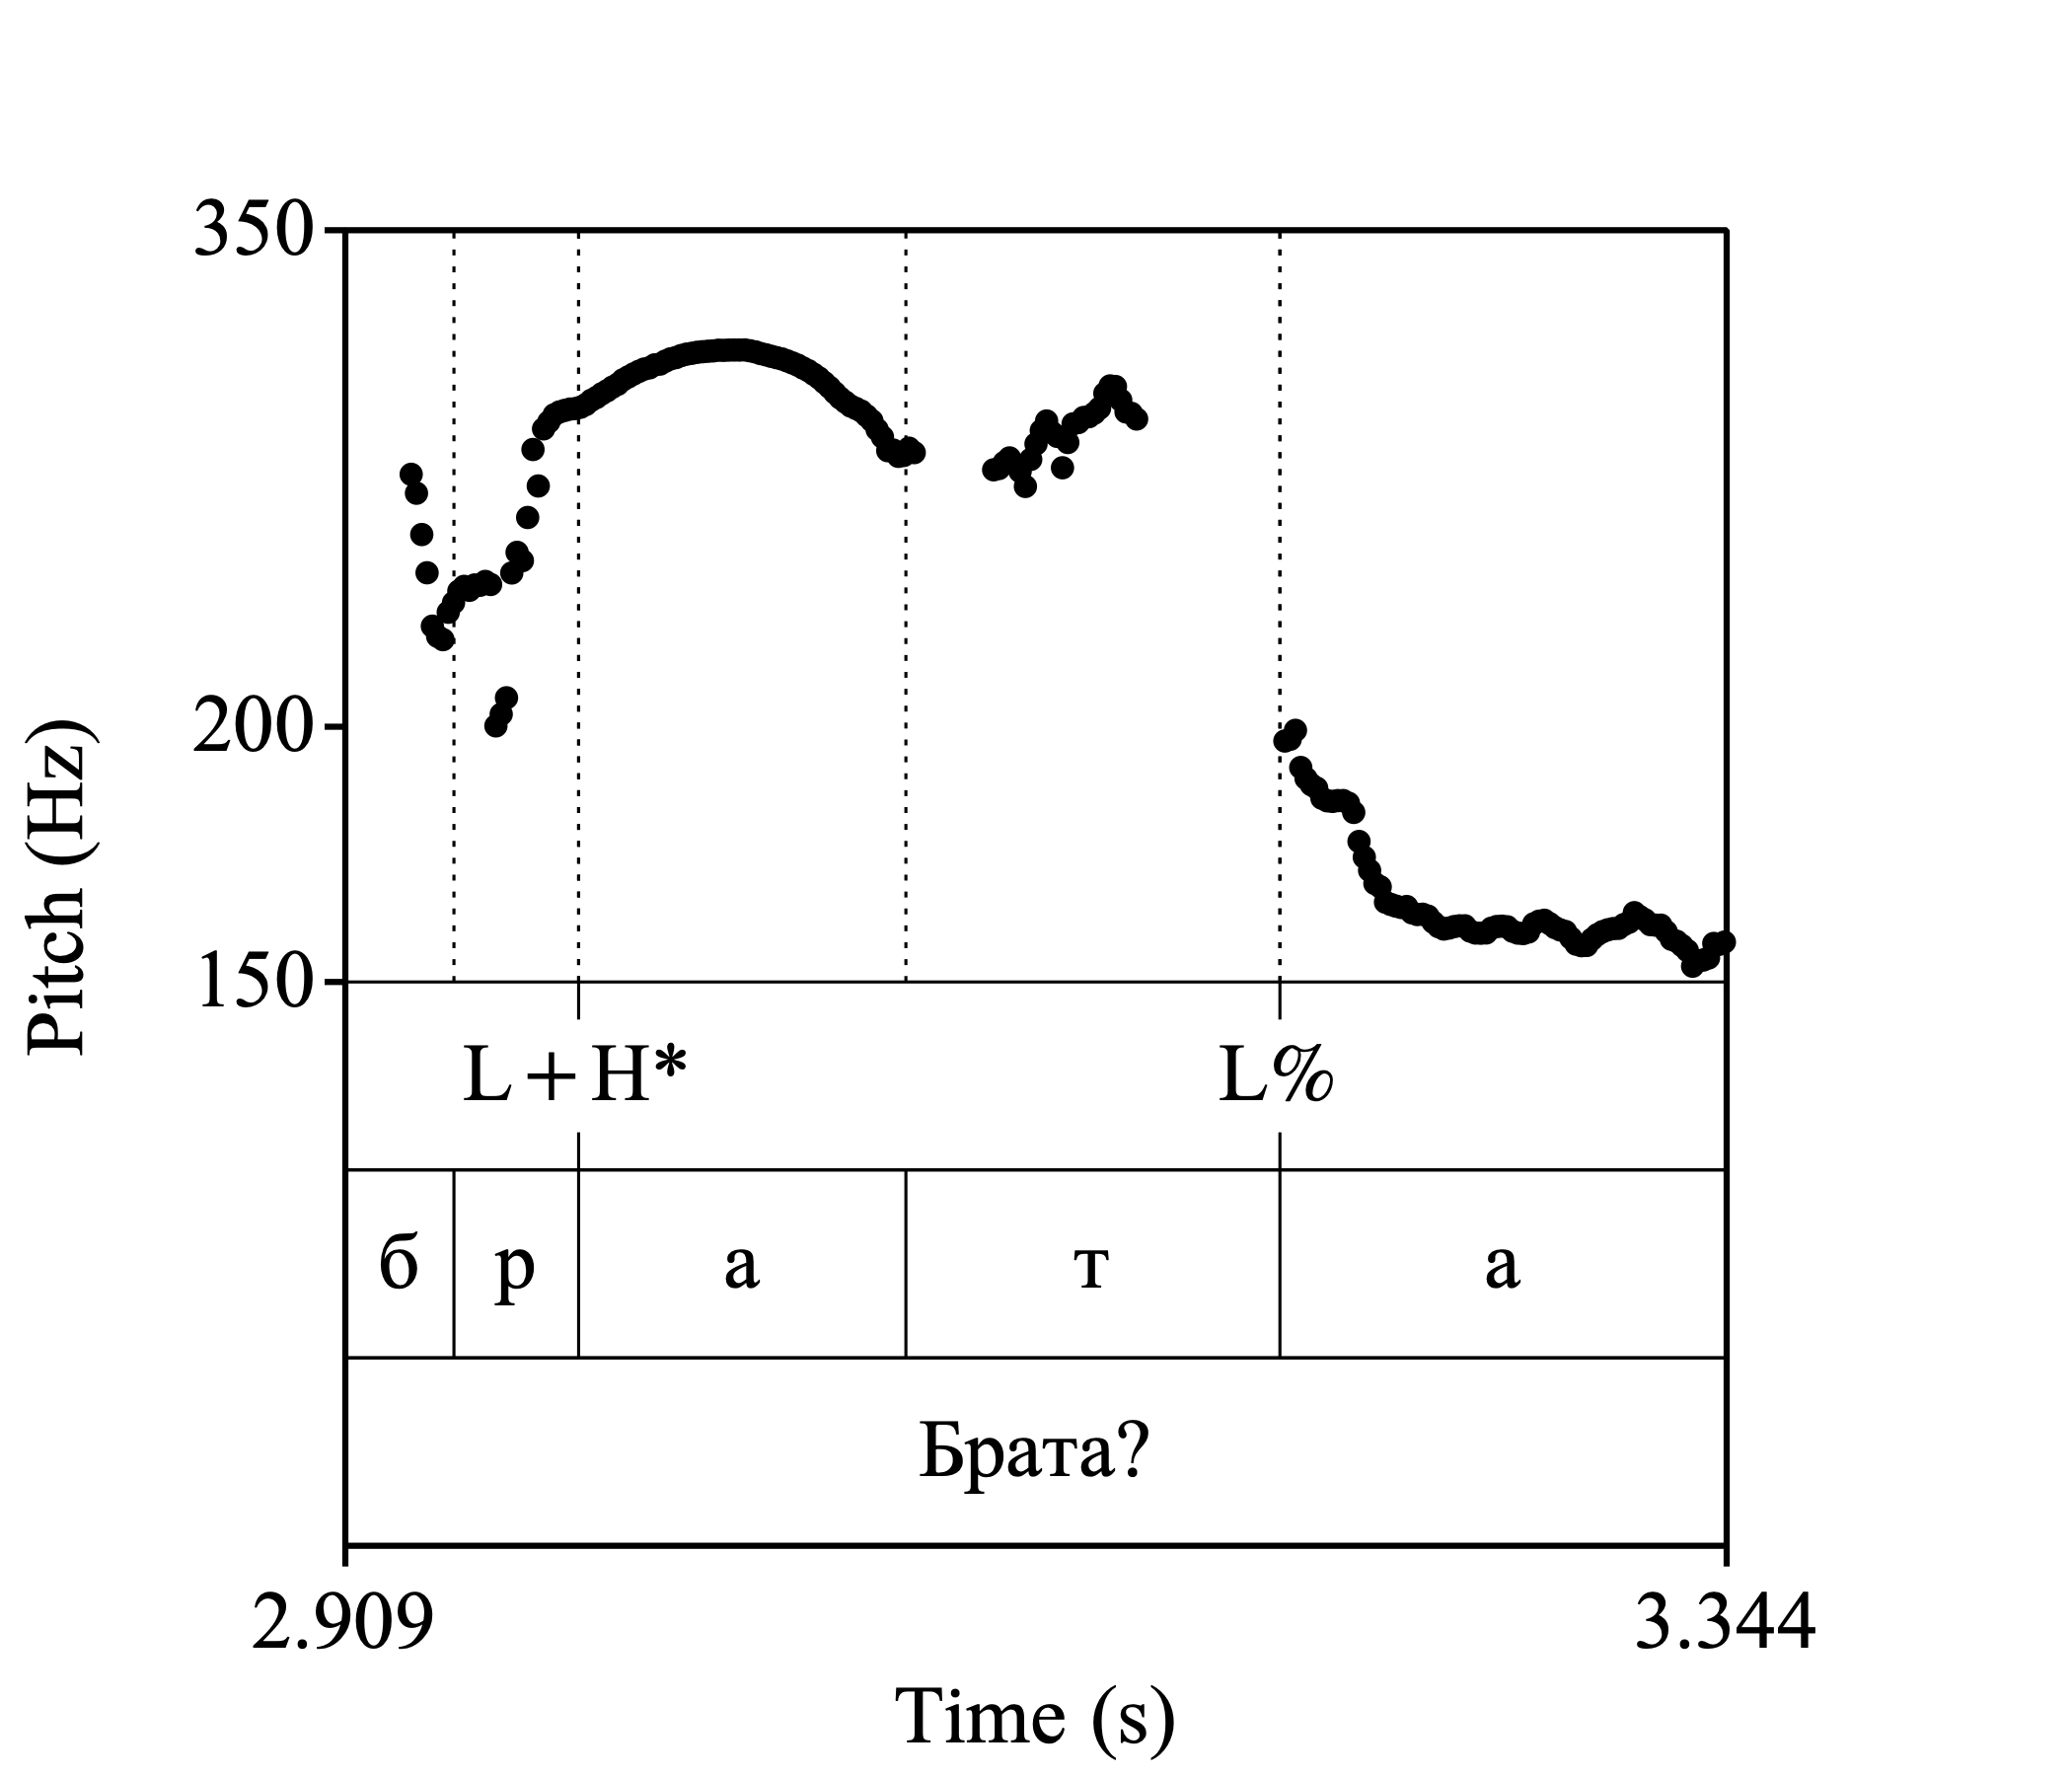 350
200
150
Pitch (Hz)
L+H* L%
б р а т а
Брата?
2.909 3.344
Time (s)